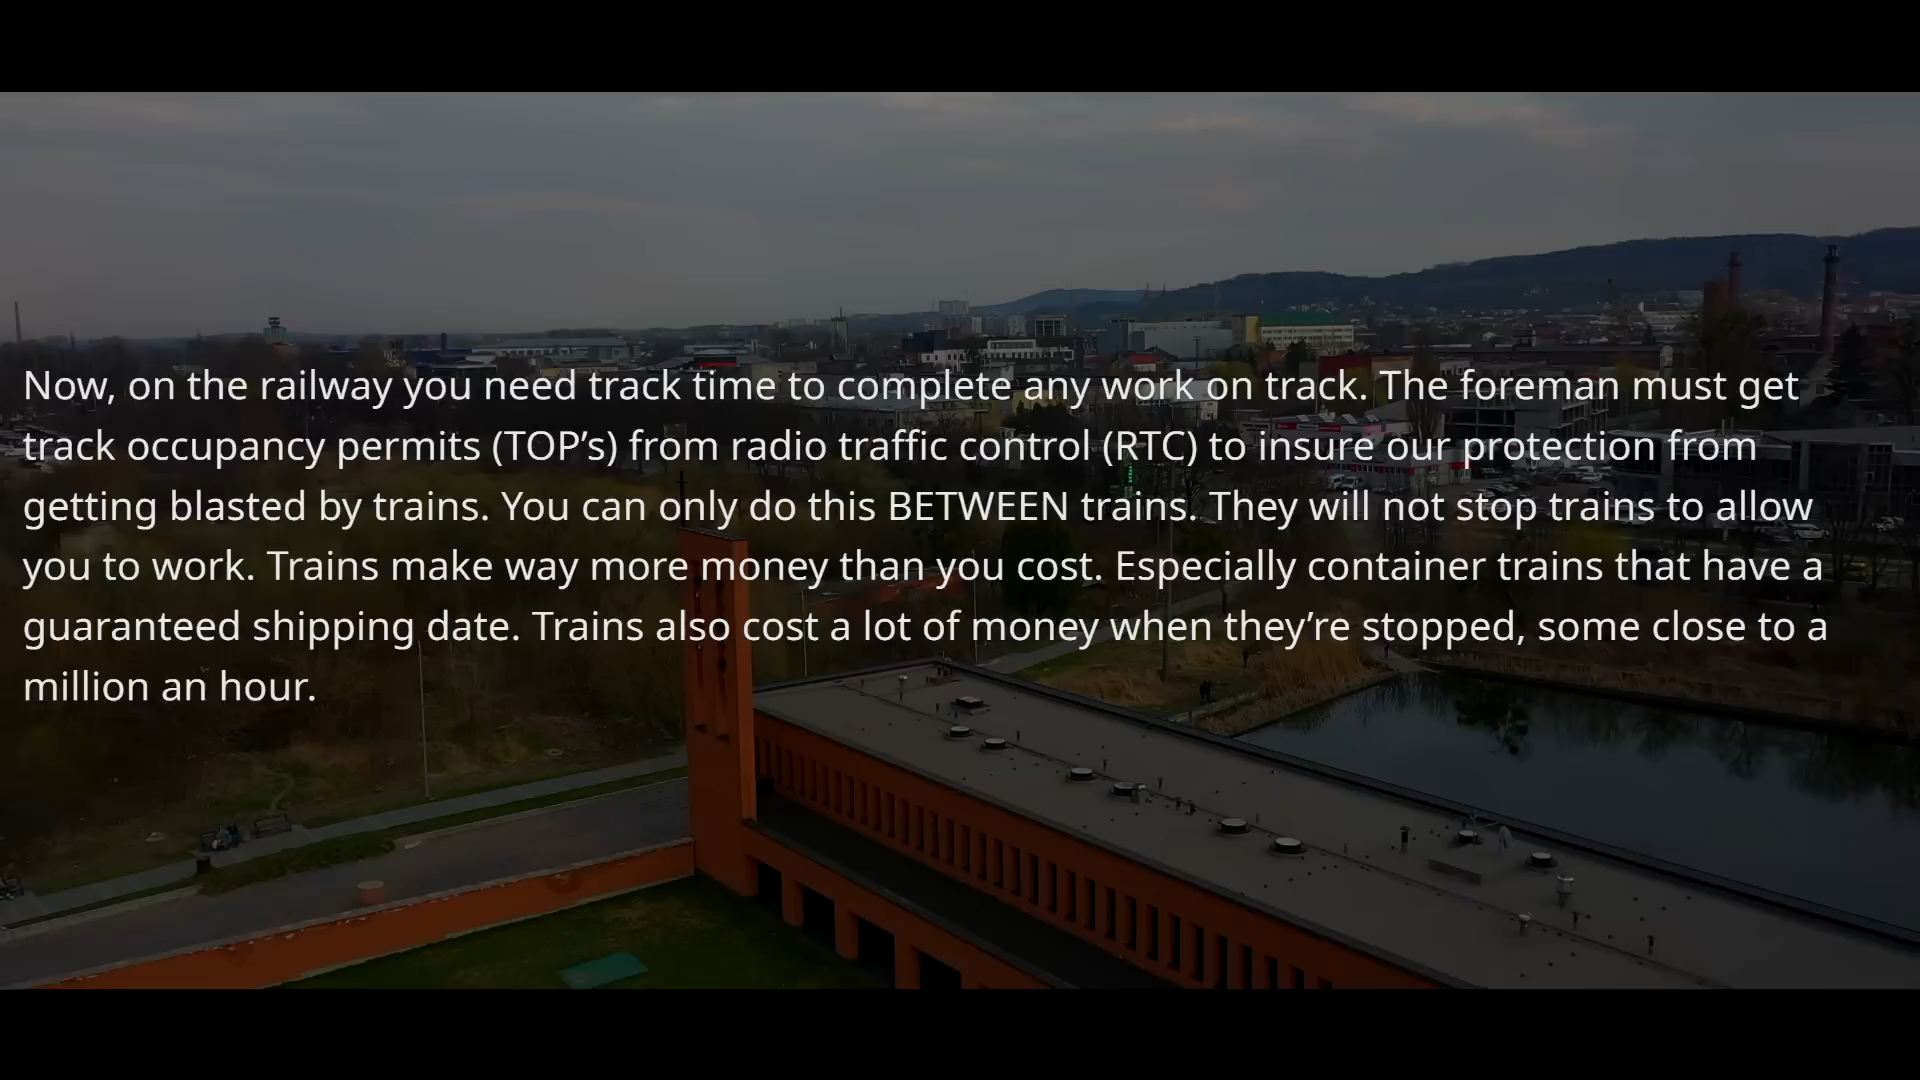 Now, on the railway you need track time to complete any work on track. The foreman must get
track occupancy permits (TOP’s) from radio traffic control (RTC) to insure our protection from
getting blasted by trains. You can only do this BETWEEN trains. They will not stop trains to allow
you to work. Trains make way more money than you cost. Especially container trains that have a
guaranteed shipping date. Trains also cost a lot of money when they’re stopped, some close to a
million an hour.